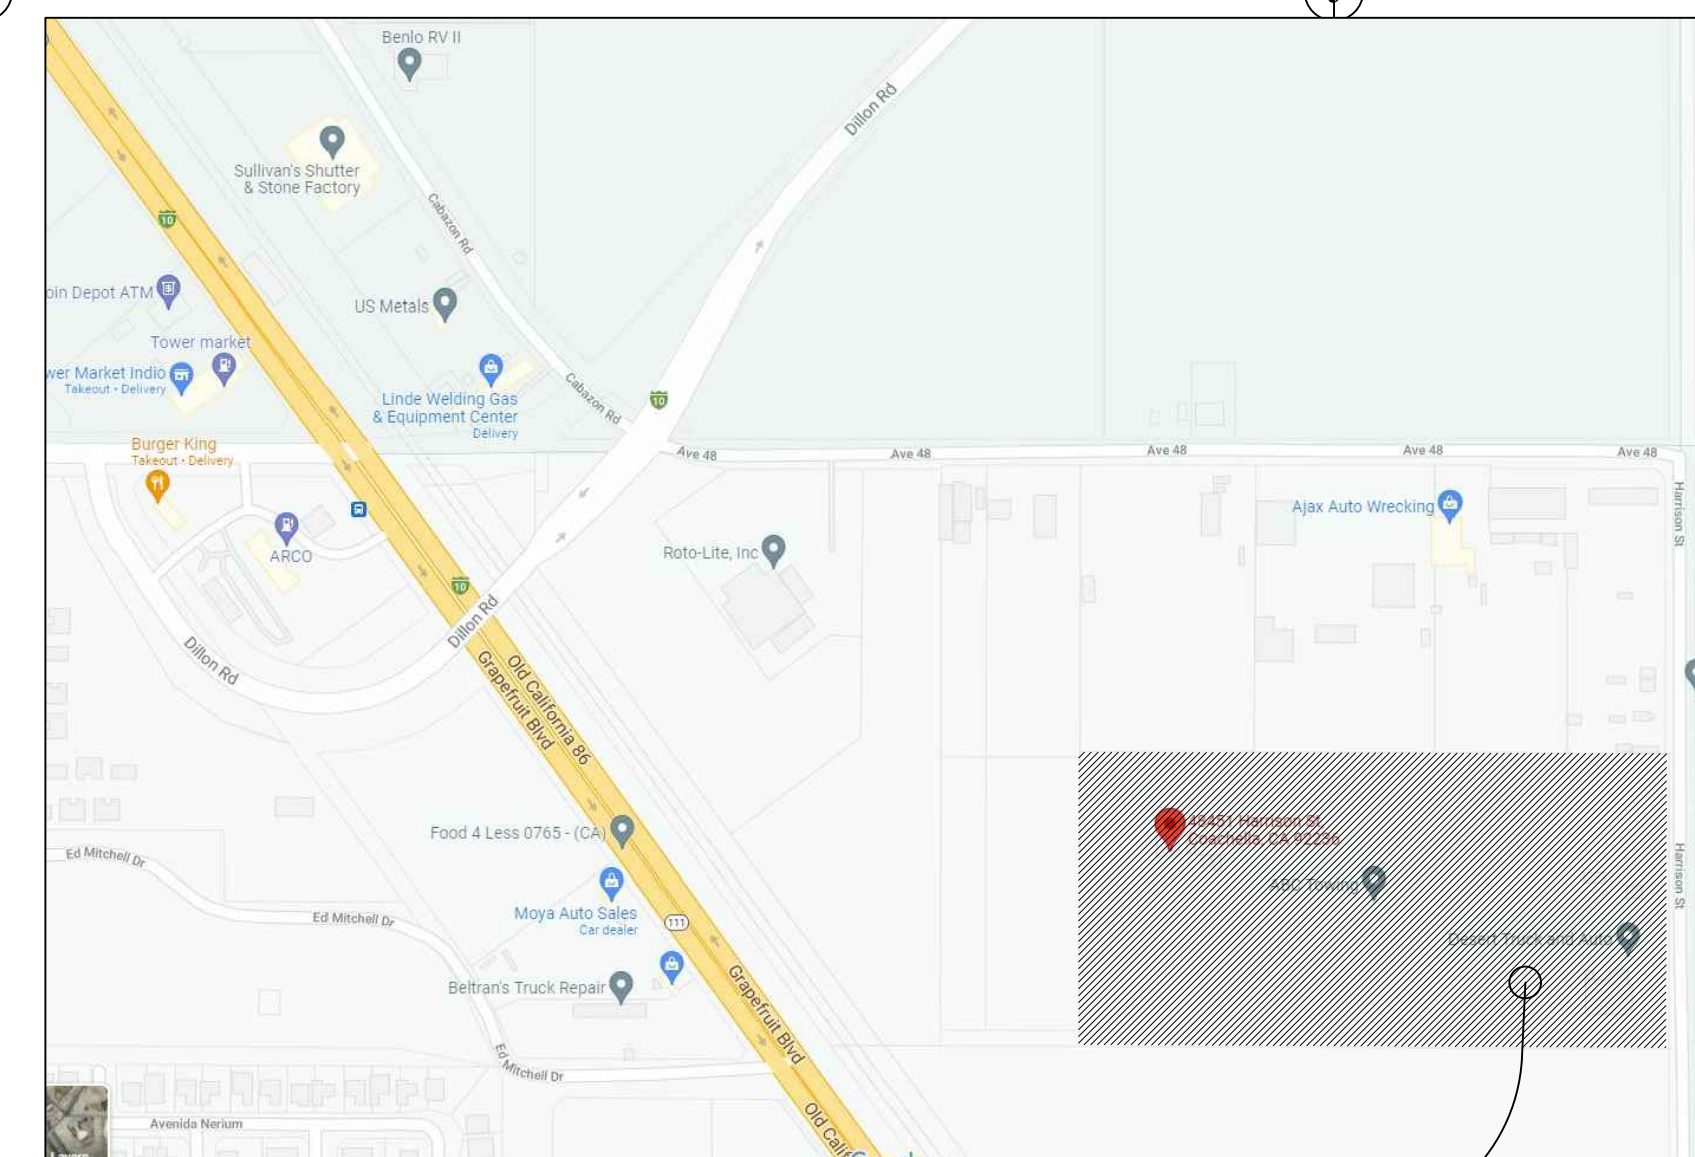 Benlo RV II
Dillon Rd
Sullivan's Shutter
& Stone Factory
Cabazon Rd
10
oin Depot ATM
US Metals
Tower market
wer Market Indio
Takeout • Delivery
Linde Welding Gas
& Equipment Center
Delivery
Cabazon Rd
10
Burger King
Takeout • Delivery
Ave 48
Ave 48
Ave 48
Ave 48
Ave 48
Harrison St
Ajax Auto Wrecking
ARCO
Roto-Lite, Inc
10
Dillon Rd
Dillon Rd
Old California 86
Grapefruit Blvd
48451 Harrison St,
Coachella, CA 92236
Food 4 Less 0765 - (CA)
Ed Mitchell Dr
Harrison St
ABC Towing
Moya Auto Sales
Car dealer
111
Ed Mitchell Dr
Desert Truck and Auto
Beltran's Truck Repair
Grapefruit Blvd
Ed Mitchell Dr
Avenida Nerium
Old Calif